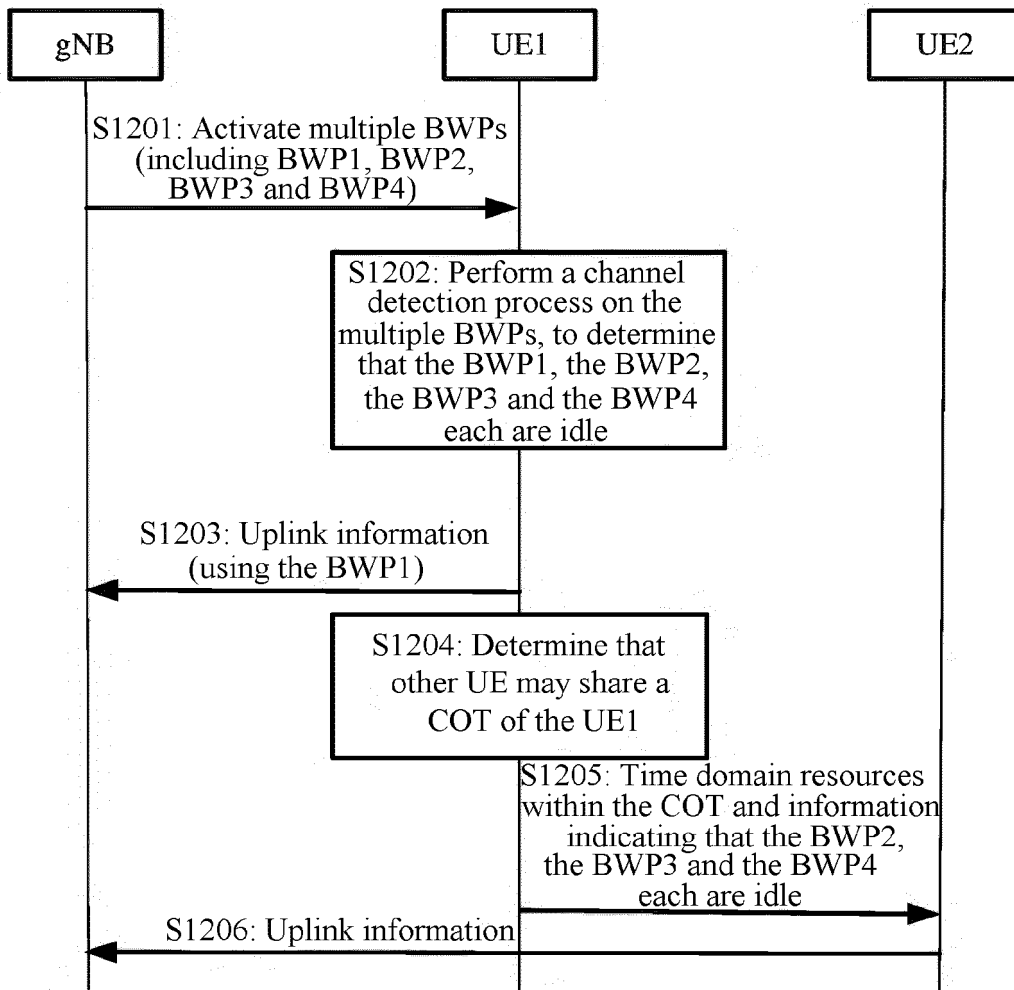 gNB
UE1
UE2
S1201: Activate multiple BWPs
(including BWP1, BWP2,
BWP3 and BWP4)
S1202: Perform a channel
detection process on the
multiple BWPs, to determine
that the BWP1, the BWP2,
the BWP3 and the BWP4
each are idle
S1203: Uplink information
(using the BWP1)
S1204: Determine that
other UE may share a
COT of the UE1
S1205: Time domain resources
within the COT and information
indicating that the BWP2,
the BWP3 and the BWP4
each are idle
S1206: Uplink information